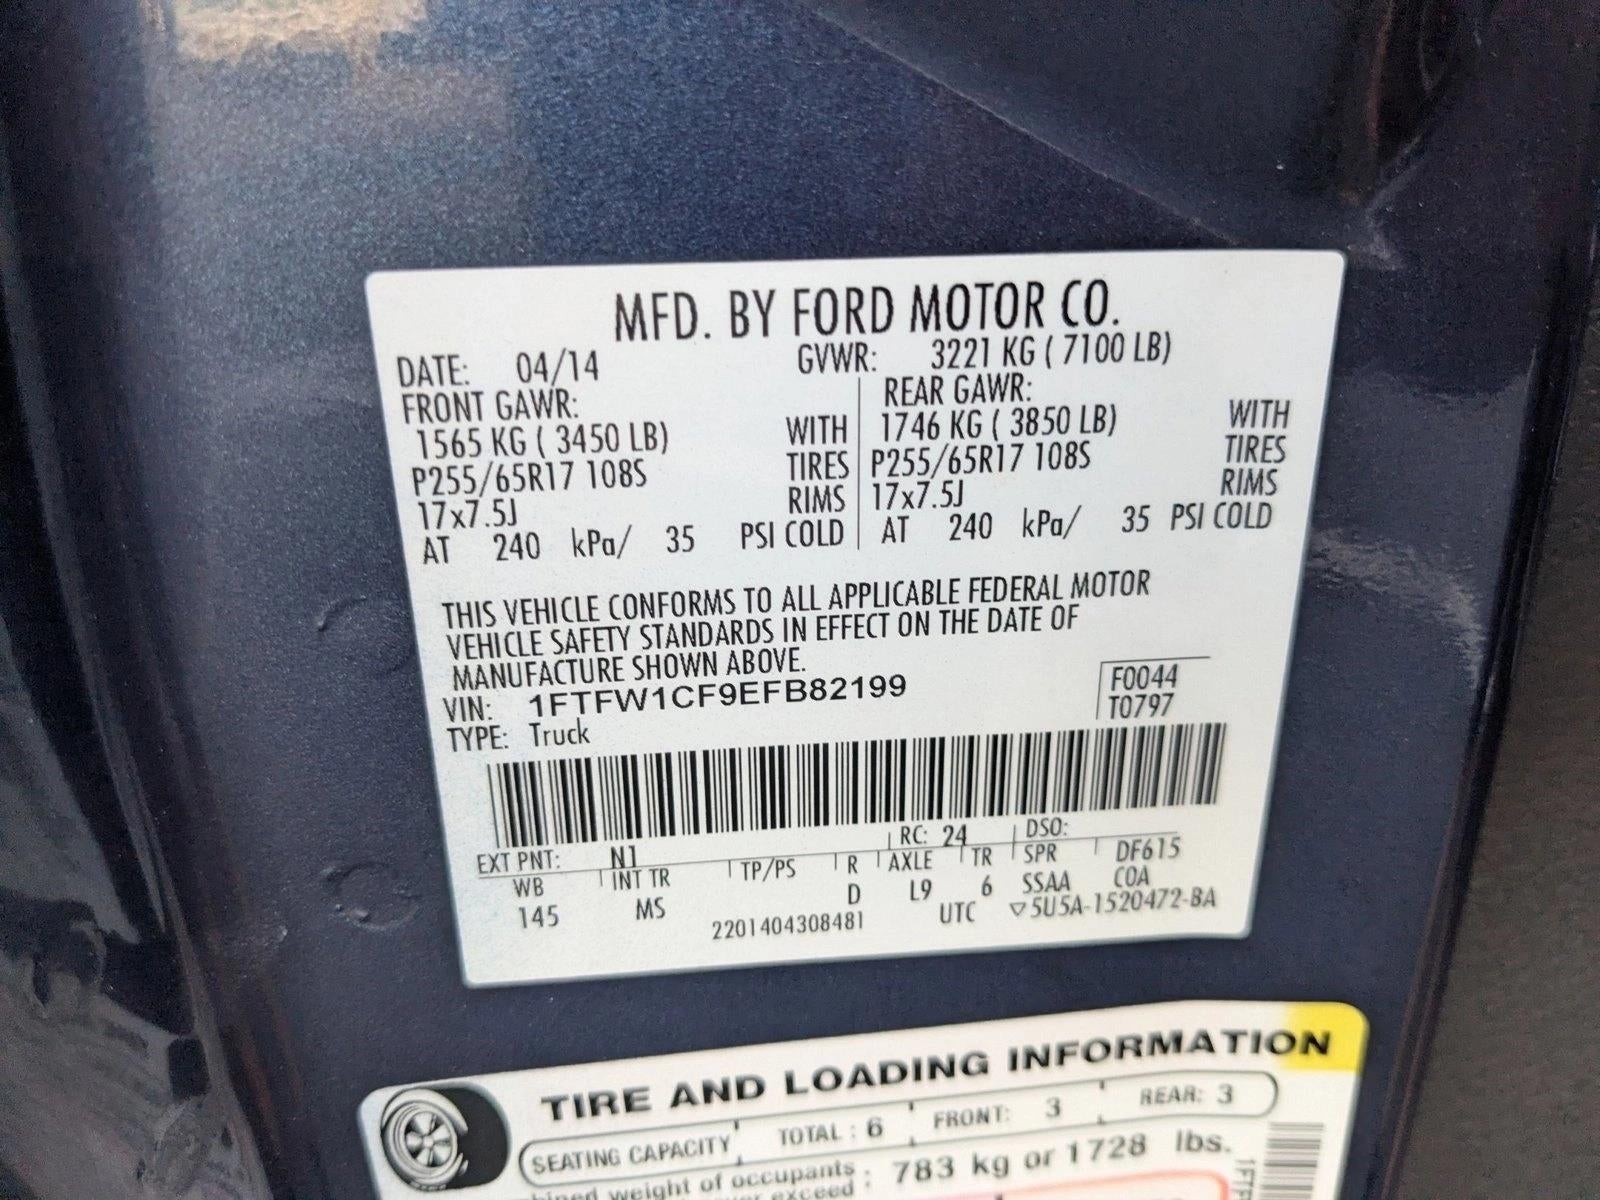 MFD. BY FORD MOTOR CO.
DATE: 04/14 GVWR: 3221 KG ( 7100 LB)
FRONT GAWR: REAR GAWR:
1565 KG ( 3450 LB) WITH 1746 KG ( 3850 LB) WITH
P255/65R17 108S TIRES P255/65R17 108S TIRES
17x7.5J RIMS 17x7.5J RIMS
AT 240 kPa/ 35 PSI COLD AT 240 kPa/ 35 PSI COLD
THIS VEHICLE CONFORMS TO ALL APPLICABLE FEDERAL MOTOR
VEHICLE SAFETY STANDARDS IN EFFECT ON THE DATE OF
MANUFACTURE SHOWN ABOVE.
VIN: 1FTFW1CF9EFB82199 F0044
TYPE: Truck T0797
EXT PNT: N1 RC: 24 DSO:
WB INT TR TP/PS R AXLE TR SPR DF615
145 MS D L9 6 SSAA COA
2201404308481 UTC ▽5U5A-1520472-BA
TIRE AND LOADING INFORMATION
SEATING CAPACITY TOTAL : 6 FRONT: 3 REAR: 3
weight of occupants : 783 kg or 1728 lbs.
exceed :